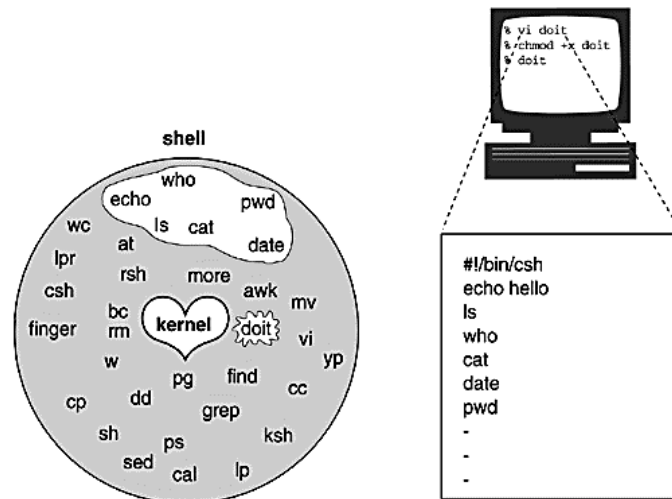 % vi doit
% chmod +x doit
% doit
shell
who
echo
pwd
ls cat
date
wc
at
lpr
rsh more
csh
awk
mv
bc
kernel
doit
finger rm
vi
yp
w
pg find
cc
cp
dd
grep
sh
ps
ksh
sed
cal
lp
#!/bin/csh
echo hello
ls
who
cat
date
pwd
-
-
-